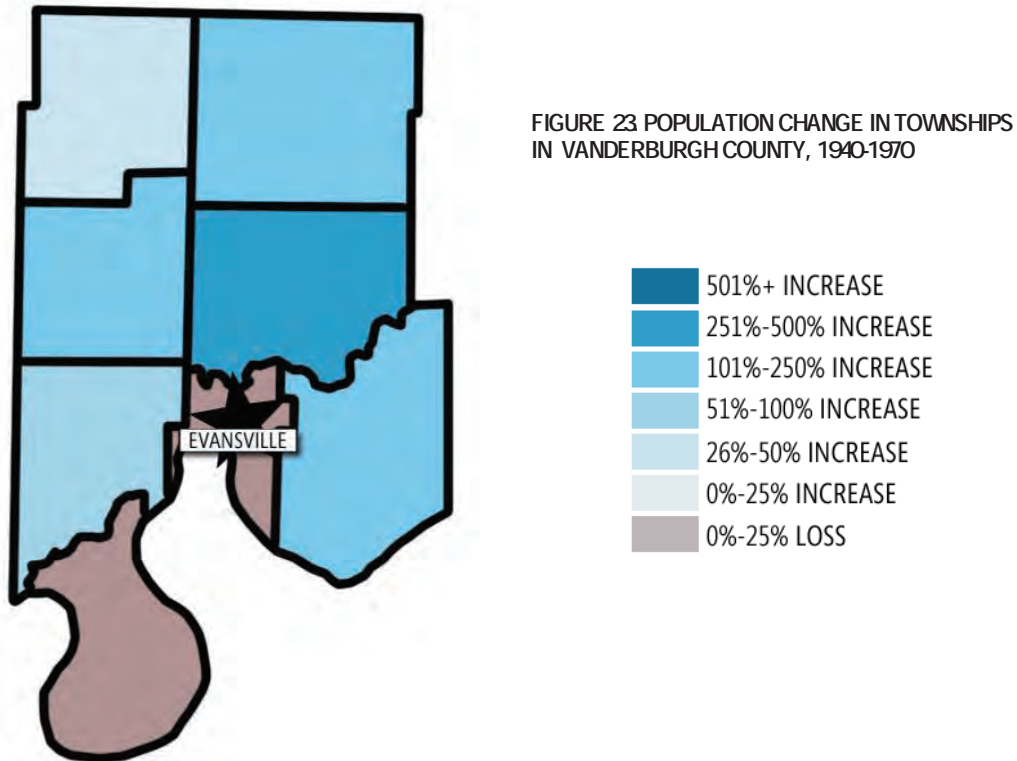 FIGURE 23. POPULATION CHANGE IN TOWNSHIPS
IN VANDERBURGH COUNTY, 1940-1970
501%+ INCREASE
251%-500% INCREASE
101%-250% INCREASE
51%-100% INCREASE
26%-50% INCREASE
0%-25% INCREASE
0%-25% LOSS
EVANSVILLE